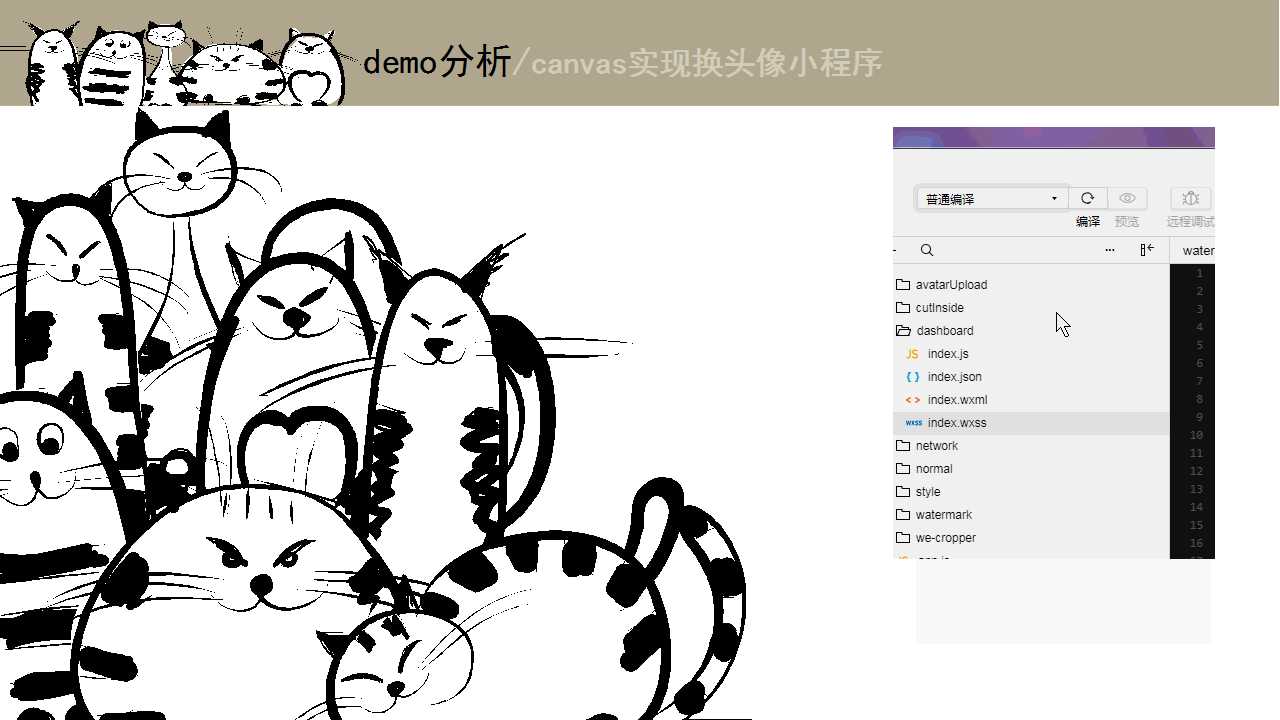 demo分析/canvas实现换头像小程序
普通编译
编译
预览
远程调试
water
avatarUpload
cutInside
dashboard
JS index.js
{ } index.json
< > index.wxml
wxss index.wxss
network
normal
style
watermark
we-cropper
1
2
3
4
5
6
7
8
9
10
11
12
13
14
15
16